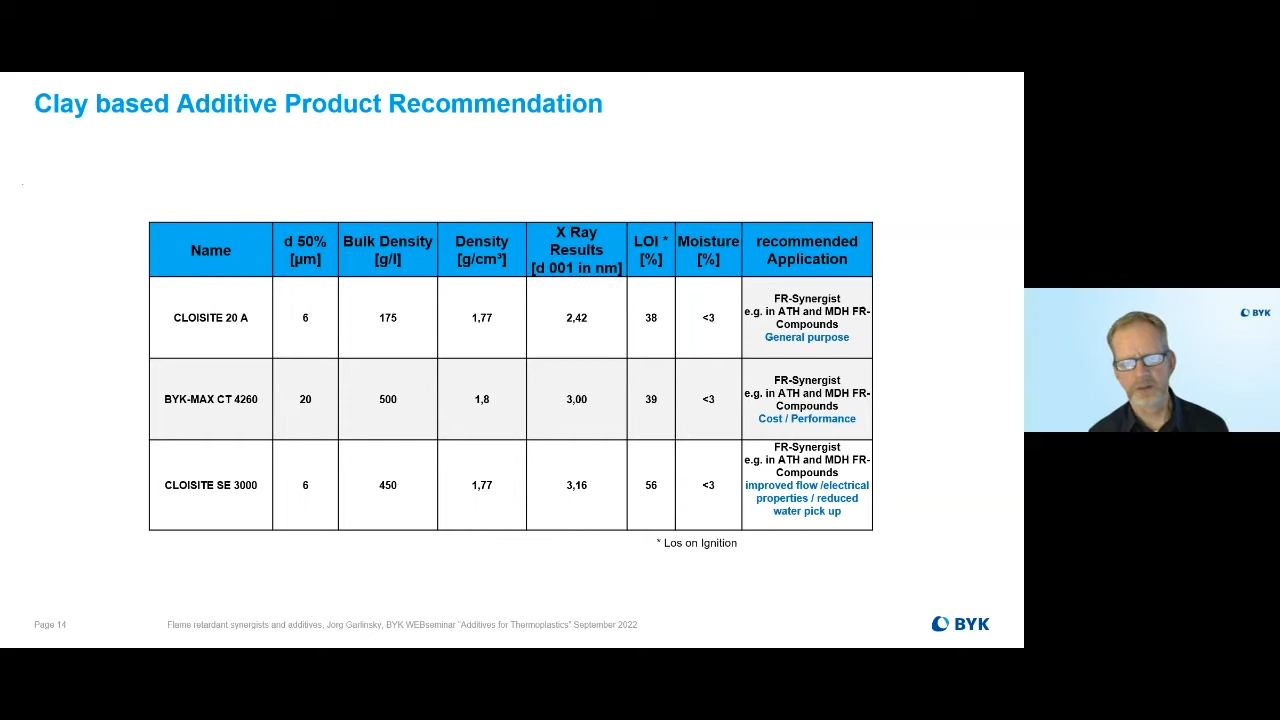 Clay based Additive Product Recommendation
Name
d 50%
[µm]
Bulk Density
[g/l]
Density
[g/cm³]
X Ray
Results
[d 001 in nm]
LOI *
[%]
Moisture
[%]
recommended
Application
CLOISITE 20 A
6
175
1,77
2,42
38
<3
FR-Synergist
e.g. in ATH and MDH FR-
Compounds
General purpose
BYK-MAX CT 4260
20
500
1,8
3,00
39
<3
FR-Synergist
e.g. in ATH and MDH FR-
Compounds
Cost / Performance
CLOISITE SE 3000
6
450
1,77
3,16
56
<3
FR-Synergist
e.g. in ATH and MDH FR-
Compounds
improved flow /electrical
properties / reduced
water pick up
* Los on Ignition
Page 14
Flame retardant synergists and additives, Jorg Garlinsky, BYK WEBseminar "Additives for Thermoplastics" September 2022
BYK
BYK